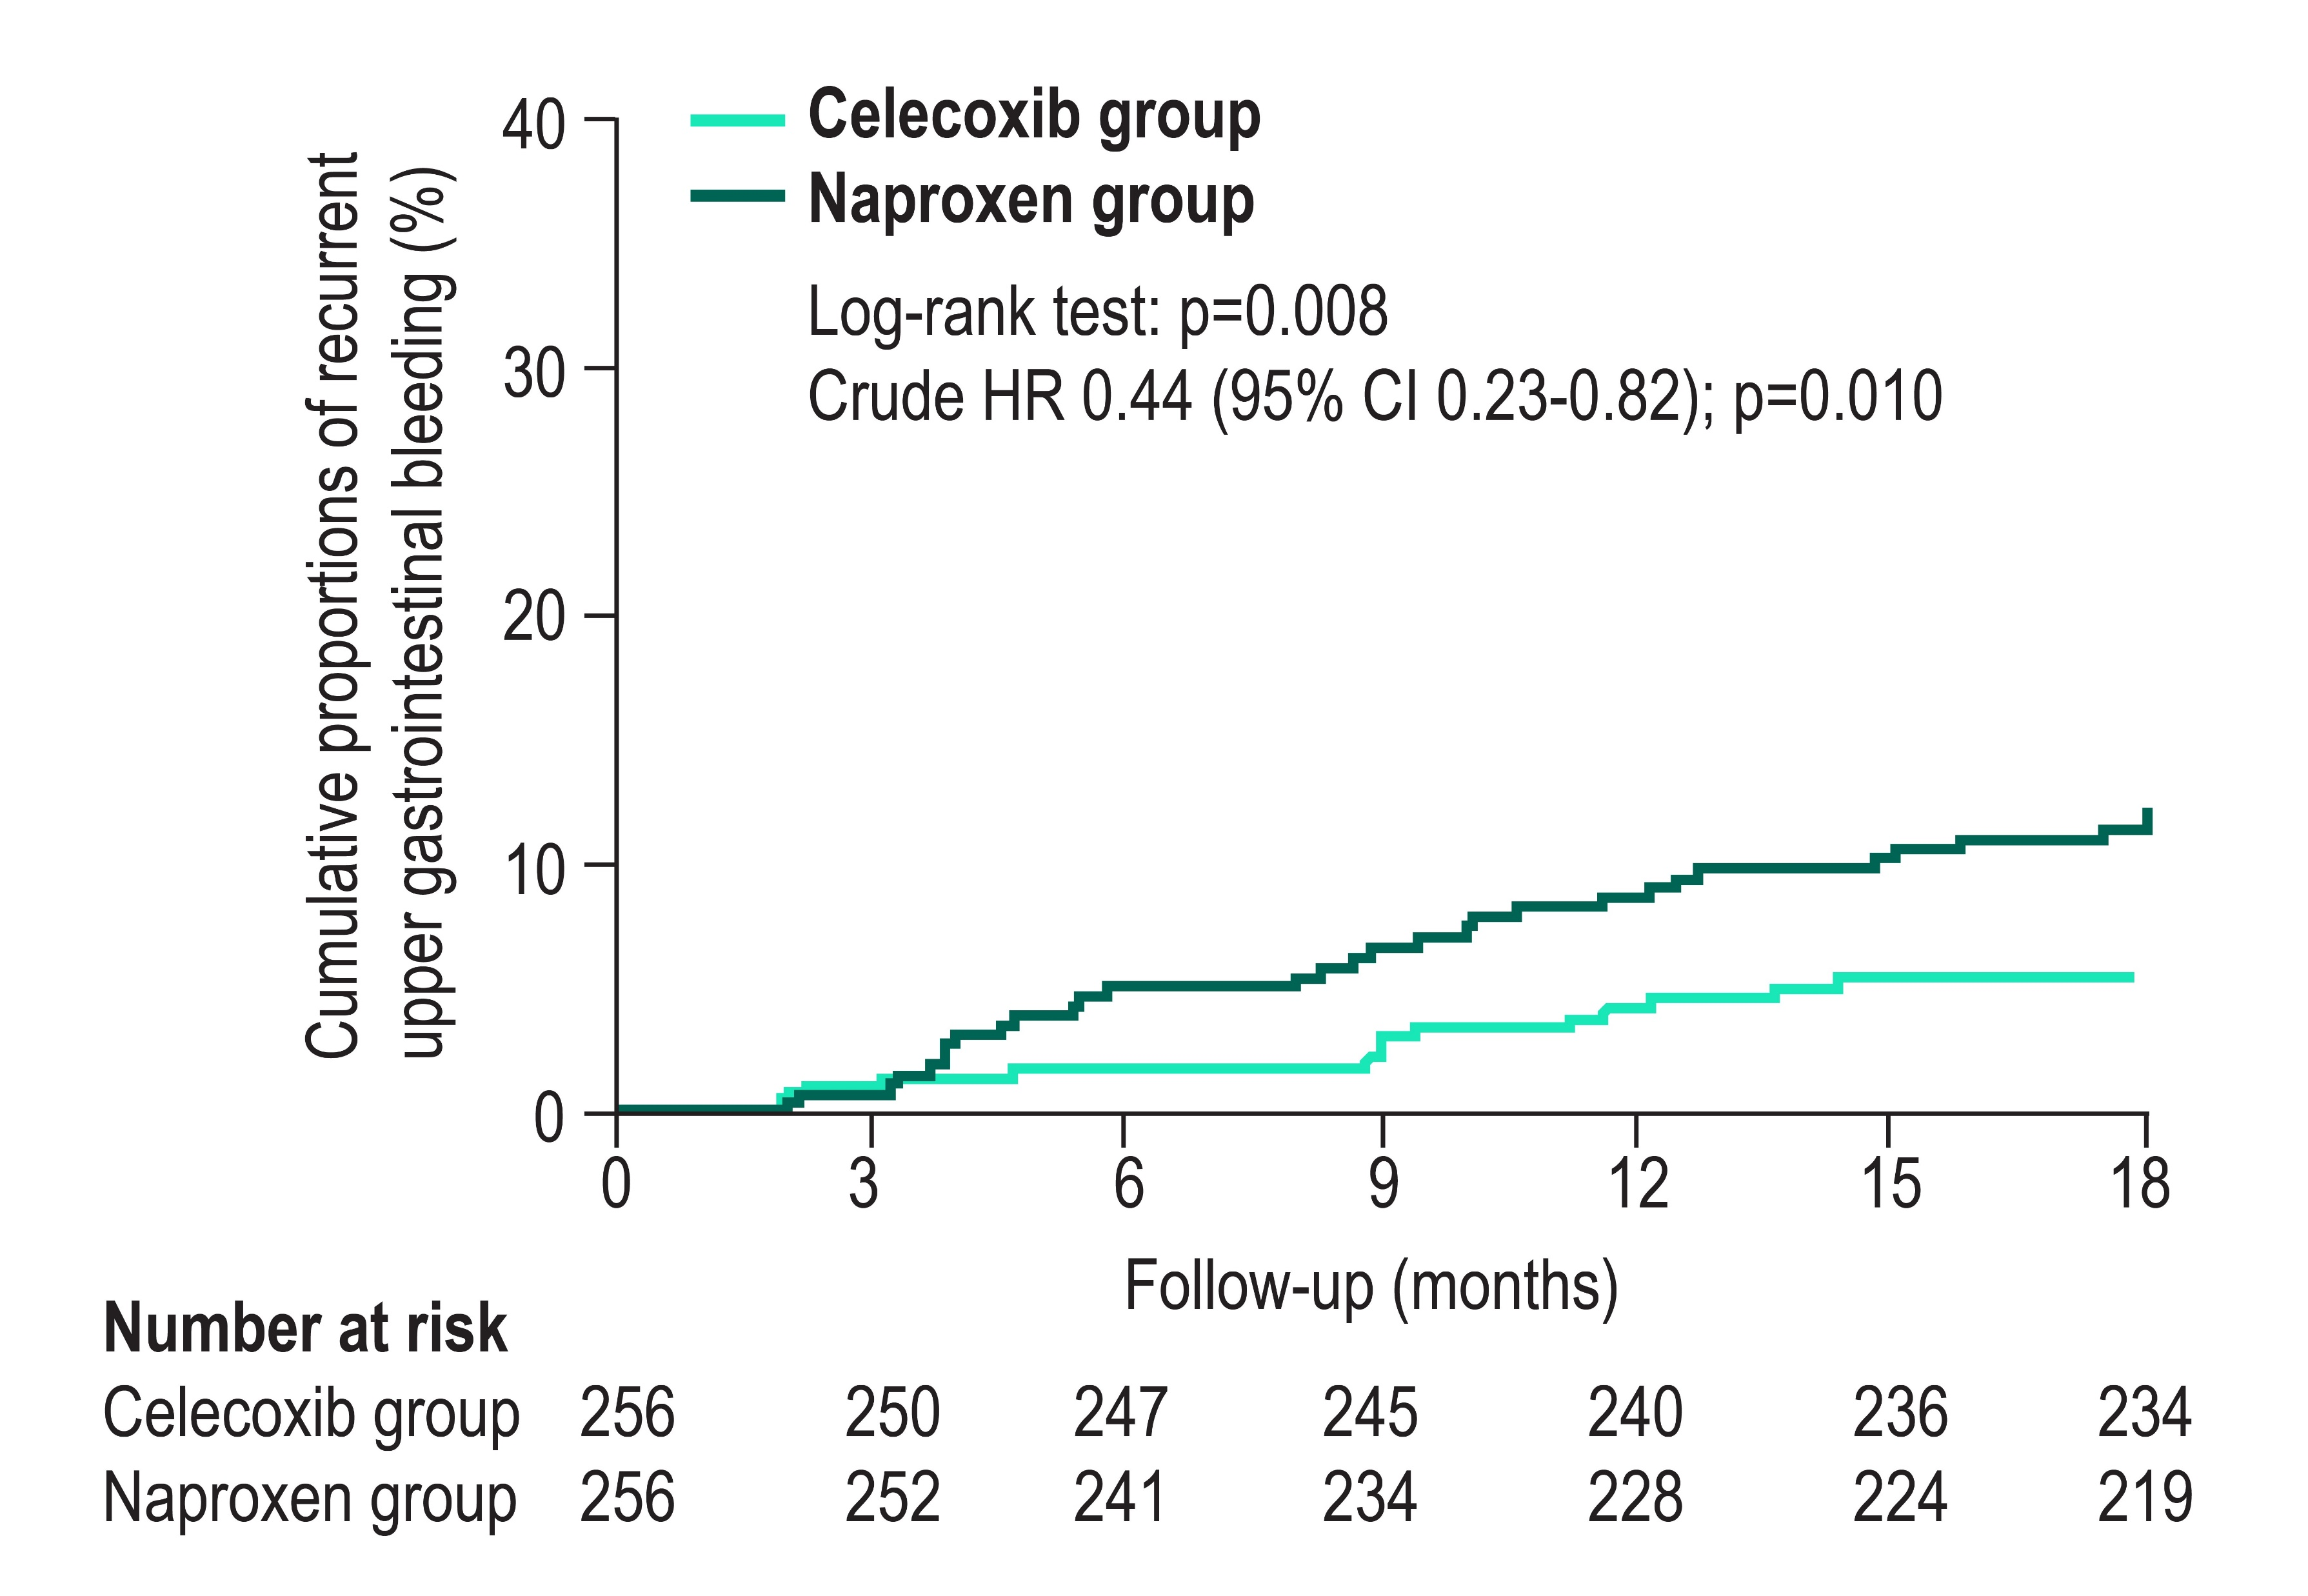 Celecoxib group
Naproxen group
Log-rank test: p=0.008
Crude HR 0.44 (95% CI 0.23-0.82); p=0.010
Cumulative proportions of recurrent
upper gastrointestinal bleeding (%)
40
30
20
10
0
0 3 6 9 12 15 18
Follow-up (months)
Number at risk
Celecoxib group 256 250 247 245 240 236 234
Naproxen group 256 252 241 234 228 224 219